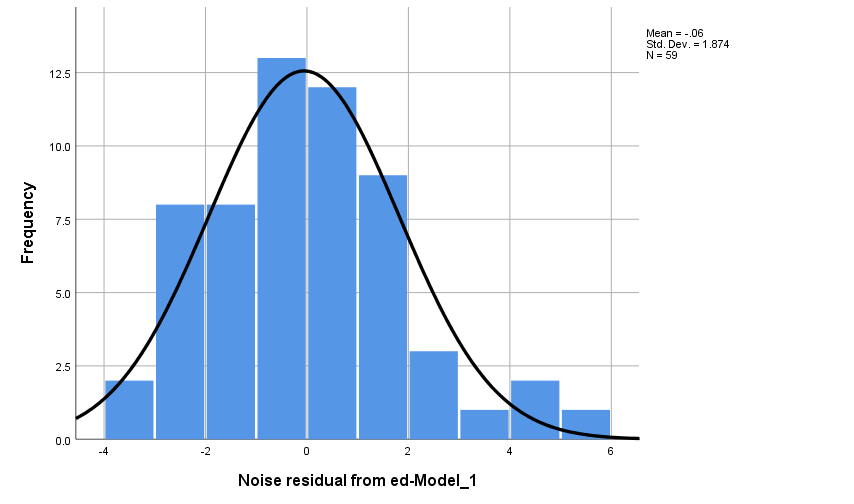 Mean = -.06
Std. Dev. = 1.874
N = 59
12.5
10.0
7.5
5.0
2.5
0.0
Frequency
-4 -2 0 2 4 6
Noise residual from ed-Model_1